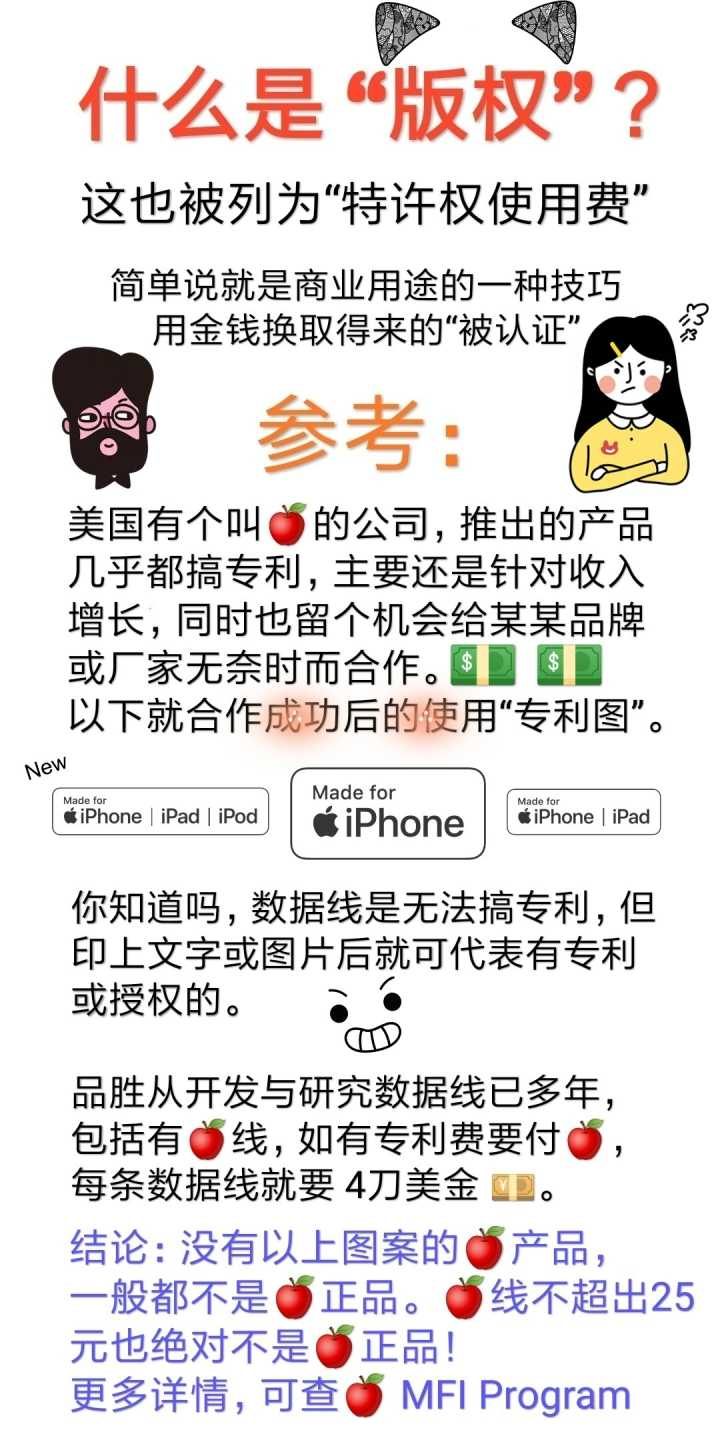 什么是“版权”？
这也被列为“特许权使用费”
简单说就是商业用途的一种技巧
用金钱换取得来的“被认证”
参考：
美国有个叫🍎的公司，推出的产品
几乎都搞专利，主要还是针对收入
增长，同时也留个机会给某某品牌
或厂家无奈时而合作。💵 💵
以下就合作成功后的使用“专利图”。
New
Made for
iPhone | iPad | iPod
Made for
iPhone
Made for
iPhone | iPad
你知道吗，数据线是无法搞专利，但
印上文字或图片后就可代表有专利
或授权的。
品胜从开发与研究数据线已多年，
包括有🍎线，如有专利费要付🍎，
每条数据线就要 4刀美金 💴。
结论：没有以上图案的🍎产品，
一般都不是🍎正品。🍎线不超出25
元也绝对不是🍎正品！
更多详情，可查🍎 MFI Program